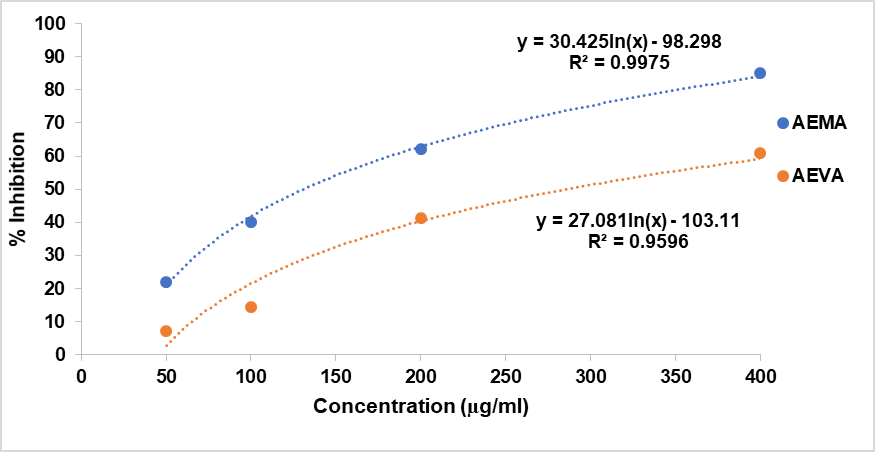 100
90
80
70
60
50
40
30
20
10
0
% Inhibition
y = 30.425ln(x) - 98.298
R² = 0.9975
AEMA
AEVA
y = 27.081ln(x) - 103.11
R² = 0.9596
0 50 100 150 200 250 300 350 400
Concentration (µg/ml)